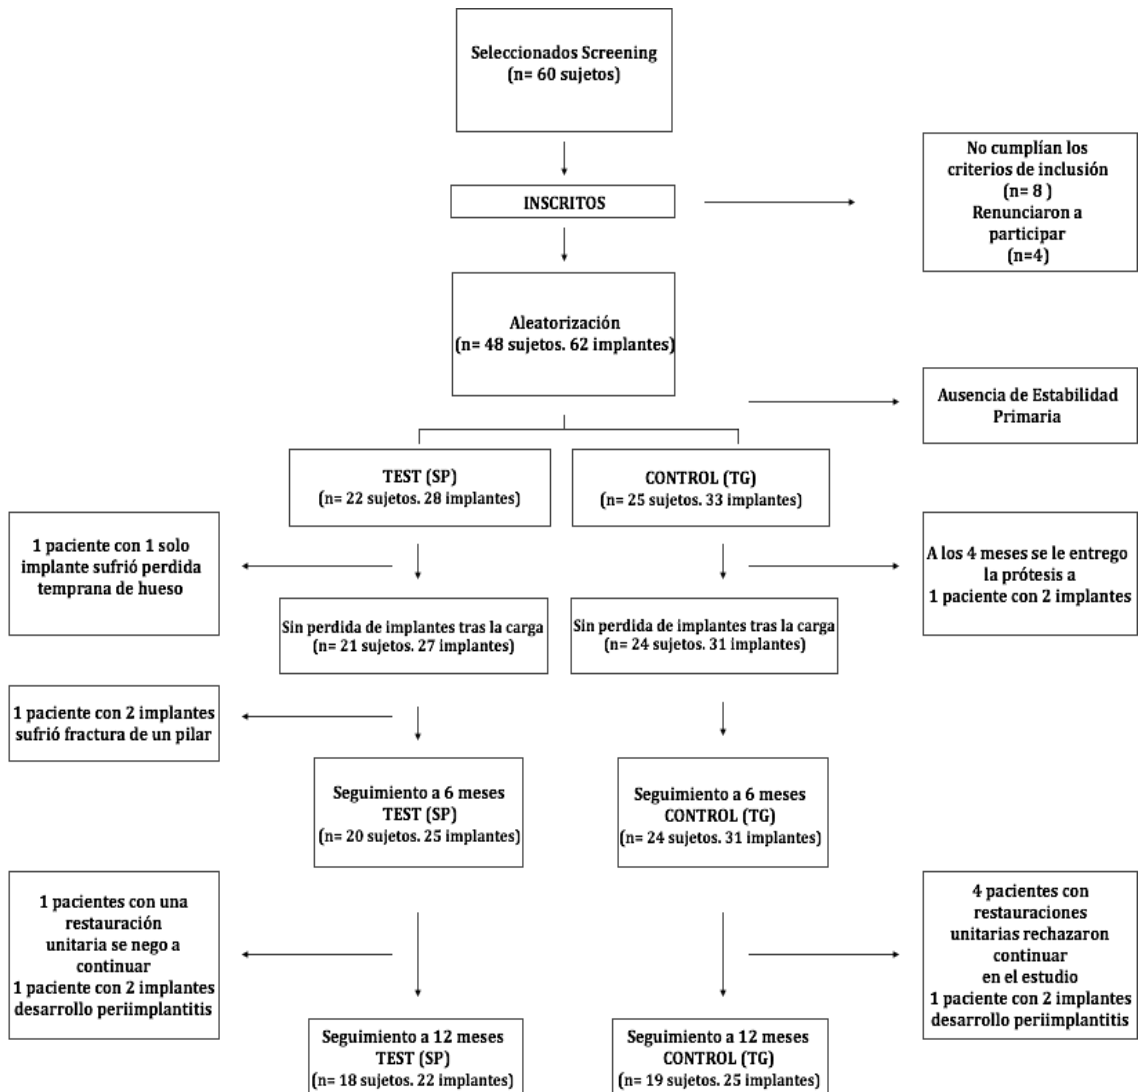 Seleccionados Screening
(n= 60 sujetos)
No cumplían los
criterios de inclusión
(n= 8 )
Renunciaron a
participar
(n=4)
INSCRITOS
Aleatorización
(n= 48 sujetos. 62 implantes)
Ausencia de Estabilidad
Primaria
TEST (SP)
(n= 22 sujetos. 28 implantes)
CONTROL (TG)
(n= 25 sujetos. 33 implantes)
1 paciente con 1 solo
implante sufrió perdida
temprana de hueso
A los 4 meses se le entrego
la prótesis a
1 paciente con 2 implantes
Sin perdida de implantes tras la carga
(n= 21 sujetos. 27 implantes)
Sin perdida de implantes tras la carga
(n= 24 sujetos. 31 implantes)
1 paciente con 2 implantes
sufrió fractura de un pilar
Seguimiento a 6 meses
TEST (SP)
(n= 20 sujetos. 25 implantes)
Seguimiento a 6 meses
CONTROL (TG)
(n= 24 sujetos. 31 implantes)
1 pacientes con una
restauración
unitaria se nego a
continuar
1 paciente con 2 implantes
desarrollo periimplantitis
4 pacientes con
restauraciones
unitarias rechazaron
continuar
en el estudio
1 paciente con 2 implantes
desarrollo periimplantitis
Seguimiento a 12 meses
TEST (SP)
(n= 18 sujetos. 22 implantes)
Seguimiento a 12 meses
CONTROL (TG)
(n= 19 sujetos. 25 implantes)